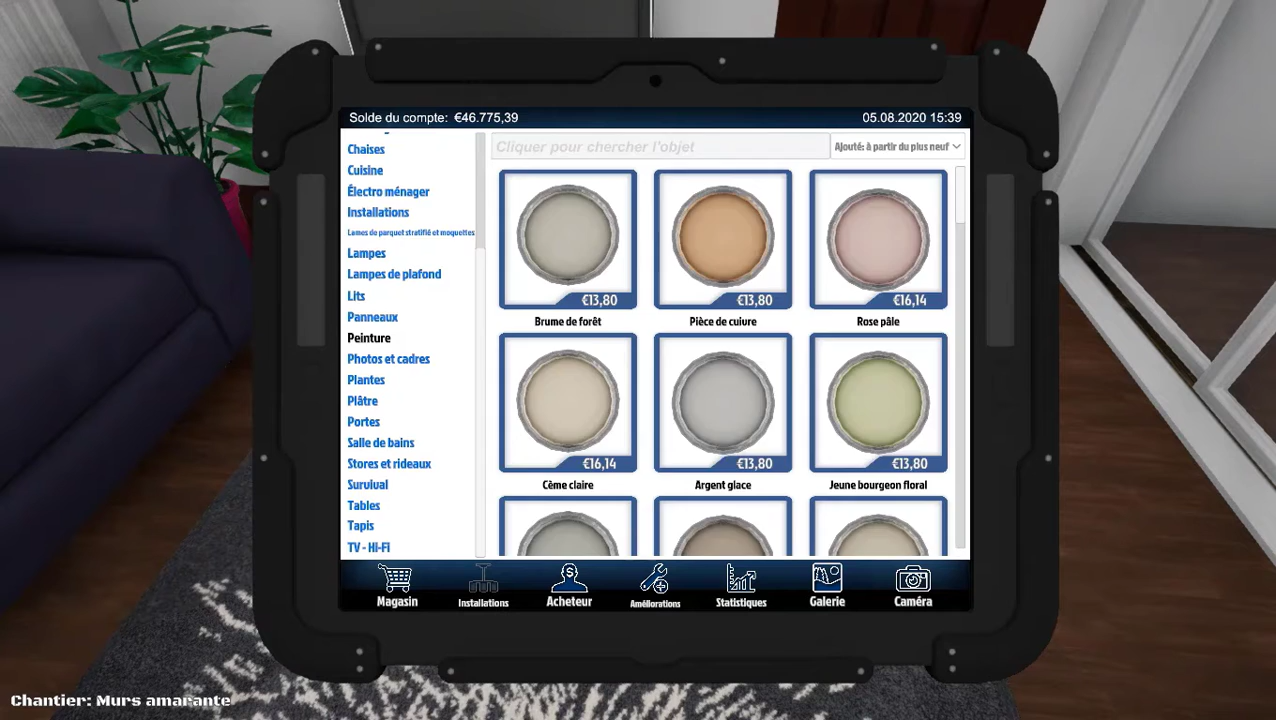 Solde du compte: €46.775,39
05.08.2020 15:39
Chaises
Cuisine
Électro ménager
Installations
Lames de parquet stratifié et moquettes
Lampes
Lampes de plafond
Lits
Panneaux
Peinture
Photos et cadres
Plantes
Plâtre
Portes
Salle de bains
Stores et rideaux
Survival
Tables
Tapis
TV - HI-FI
Cliquer pour chercher l'objet
Ajouté: à partir du plus neuf
€13,80
€13,80
€16,14
Brume de forêt
Pièce de cuivre
Rose pâle
€16,14
€13,80
€13,80
Cème claire
Argent glace
Jeune bourgeon floral
Magasin
Installations
Acheteur
Améliorations
Statistiques
Galerie
Caméra
Chantier: Murs amarante